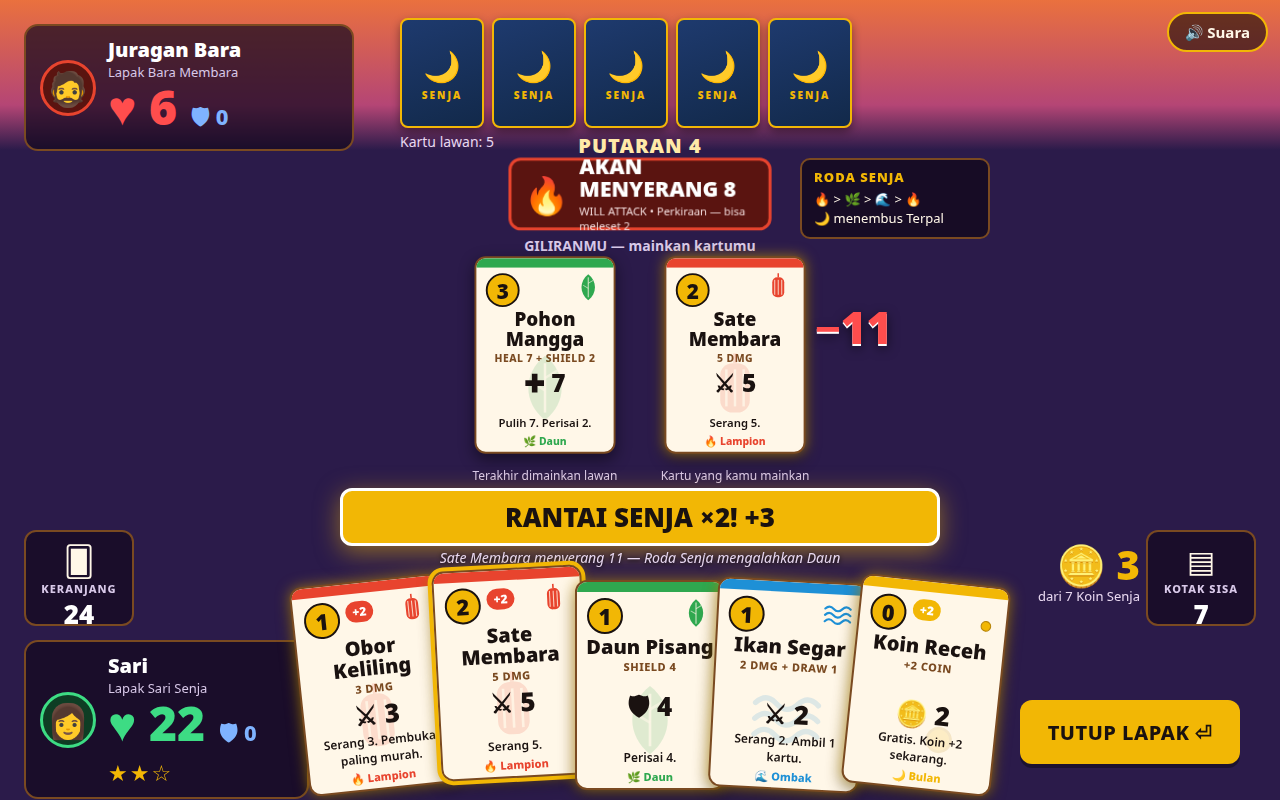 Juragan Bara
Lapak Bara Membara
♥ 6 0
SENJA SENJA SENJA SENJA SENJA
Kartu lawan: 5
🔊 Suara
PUTARAN 4
AKAN
MENYERANG 8
WILL ATTACK • Perkiraan — bisa
meleset 2
RODA SENJA
🔥 > 🌿 > 🌊 > 🔥
🌙 menembus Terpal
GILIRANMU — mainkan kartumu
3
Pohon
Mangga
HEAL 7 + SHIELD 2
✚ 7
Pulih 7. Perisai 2.
🌿 Daun
2
Sate
Membara
5 DMG
⚔ 5
Serang 5.
🔥 Lampion
−11
Terakhir dimainkan lawan
Kartu yang kamu mainkan
RANTAI SENJA ×2! +3
Sate Membara menyerang 11 — Roda Senja mengalahkan Daun
KERANJANG
24
🪙 3
dari 7 Koin Senja
KOTAK SISA
7
Sari
Lapak Sari Senja
♥ 22 0
★★☆
1 +2
Obor
Keliling
3 DMG
⚔ 3
Serang 3. Pembuka
paling murah.
🔥 Lampion
2 +2
Sate
Membara
5 DMG
⚔ 5
Serang 5.
🔥 Lampion
1
Daun Pisang
SHIELD 4
4
Perisai 4.
🌿 Daun
1
Ikan Segar
2 DMG + DRAW 1
⚔ 2
Serang 2. Ambil 1
kartu.
🌊 Ombak
0 +2
Koin Receh
+2 COIN
🪙 2
Gratis. Koin +2
sekarang.
🌙 Bulan
TUTUP LAPAK ⏎